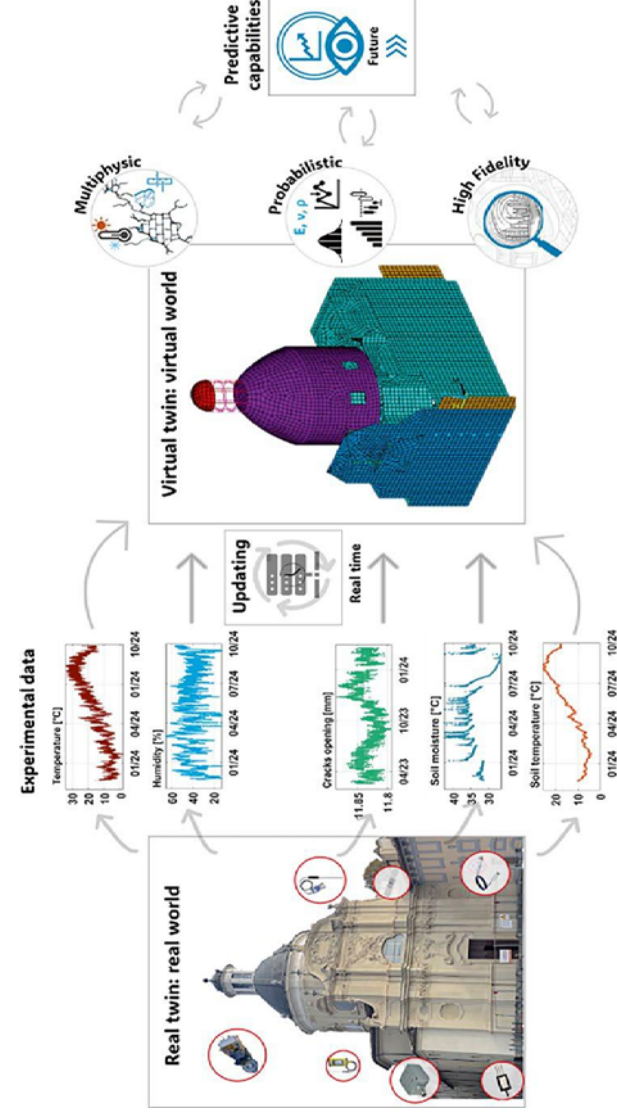 Real twin: real world
Experimental data
Temperature [°C]
30
20
10
0
01/24
04/24
01/24
10/24
Humidity [%]
60
40
20
01/24
04/24
07/24
10/24
Cracks opening [mm]
11.85
11.8
04/23
10/23
01/24
Soil moisture [°C]
40
35
30
01/24
04/24
07/24
10/24
Soil temperature [°C]
20
10
0
01/24
04/24
07/24
10/24
Updating
Real time
Virtual twin: virtual world
Multiphysic
Probabilistic
E, ν, ρ
High Fidelity
Predictive
capabilities
Future